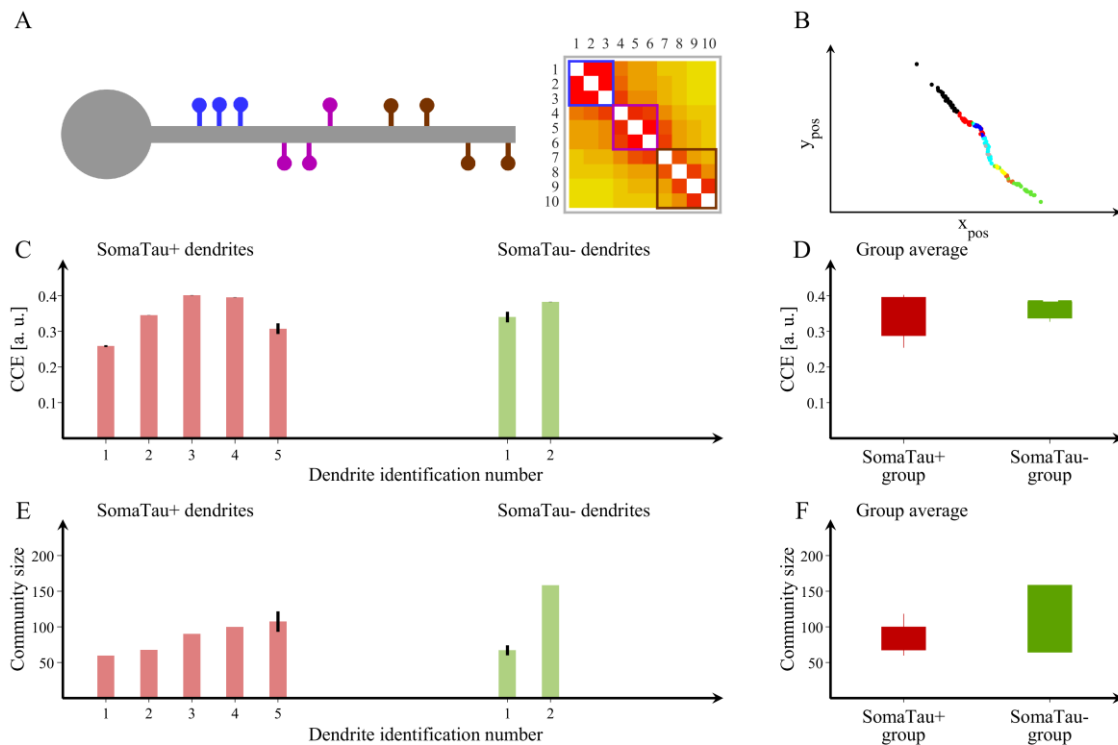 A
1 2 3 4 5 6 7 8 9 10
1
2
3
4
5
6
7
8
9
10
B
y_pos
x_pos
C
SomaTau+ dendrites
SomaTau- dendrites
CCE [a. u.]
0.4
0.3
0.2
0.1
1 2 3 4 5
1 2
Dendrite identification number
D
Group average
CCE [a. u.]
0.4
0.3
0.2
0.1
SomaTau+
group
SomaTau-
group
E
SomaTau+ dendrites
SomaTau- dendrites
Community size
200
150
100
50
1 2 3 4 5
1 2
Dendrite identification number
F
Group average
Community size
200
150
100
50
SomaTau+
group
SomaTau-
group